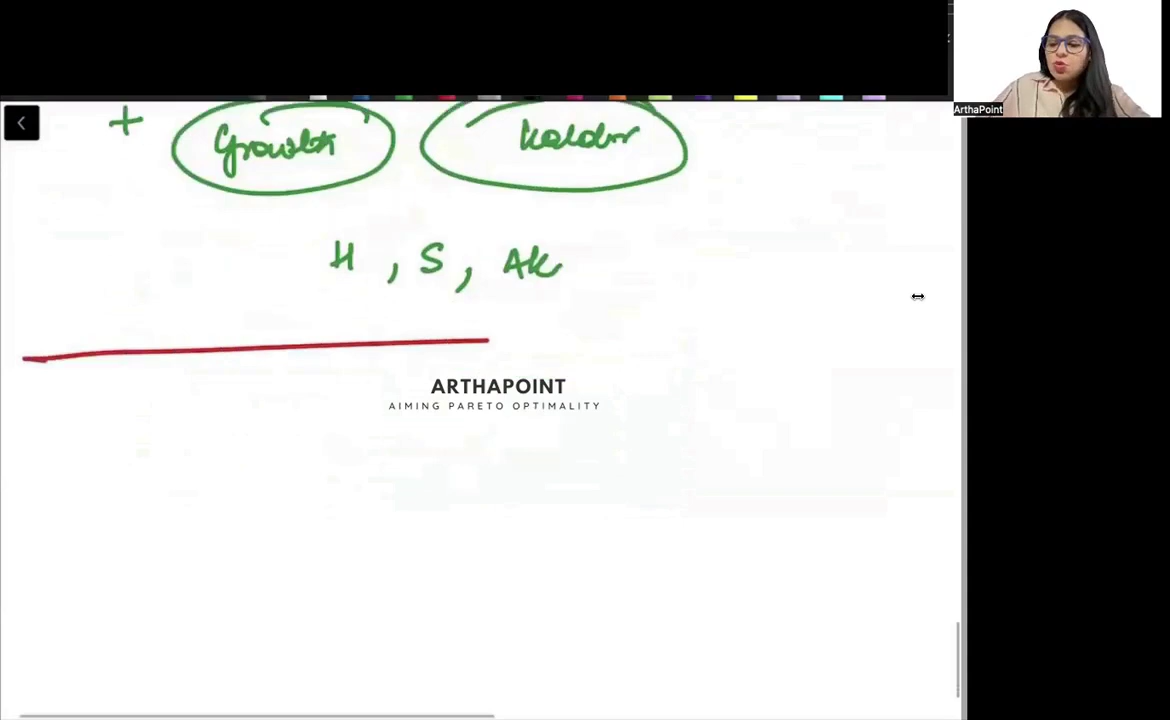 ArthaPoint
+ Growth Kaldor
H , S , AK
ARTHAPOINT
AIMING PARETO OPTIMALITY